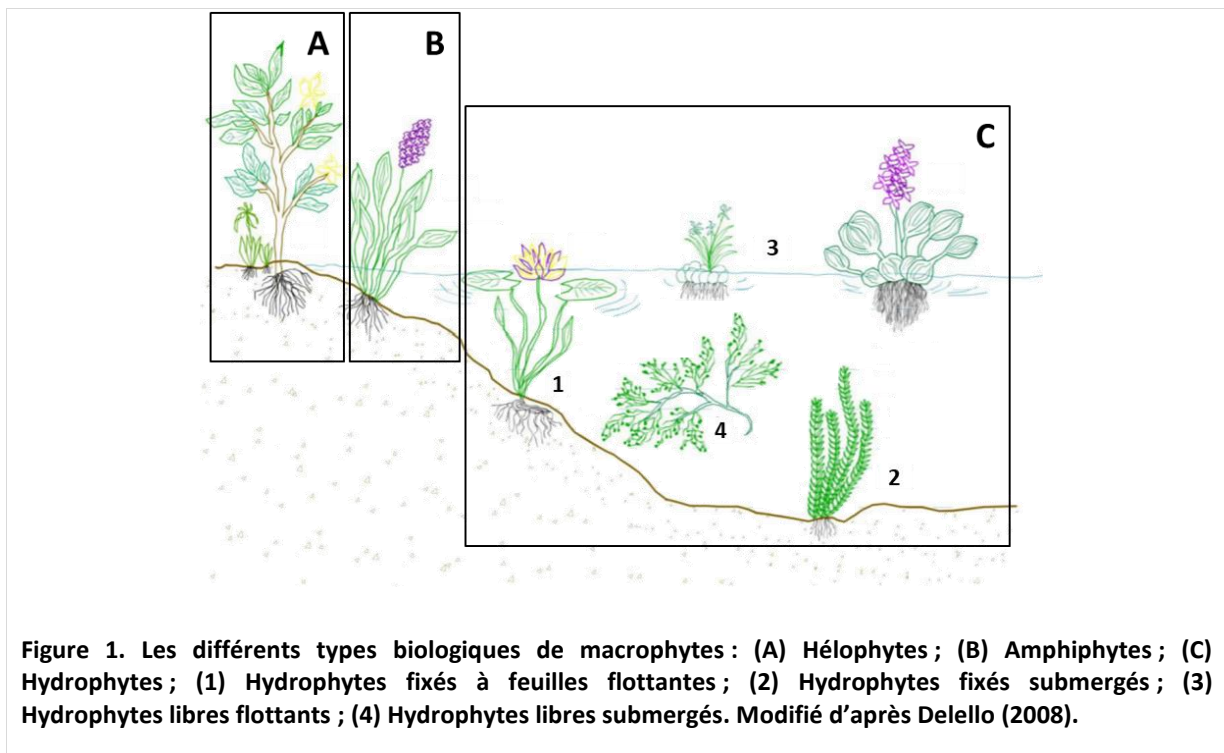 A
B
C
3
1
4
2
Figure 1. Les différents types biologiques de macrophytes : (A) Hélophytes ; (B) Amphiphytes ; (C)
Hydrophytes ; (1) Hydrophytes fixés à feuilles flottantes ; (2) Hydrophytes fixés submergés ; (3)
Hydrophytes libres flottants ; (4) Hydrophytes libres submergés. Modifié d’après Delello (2008).